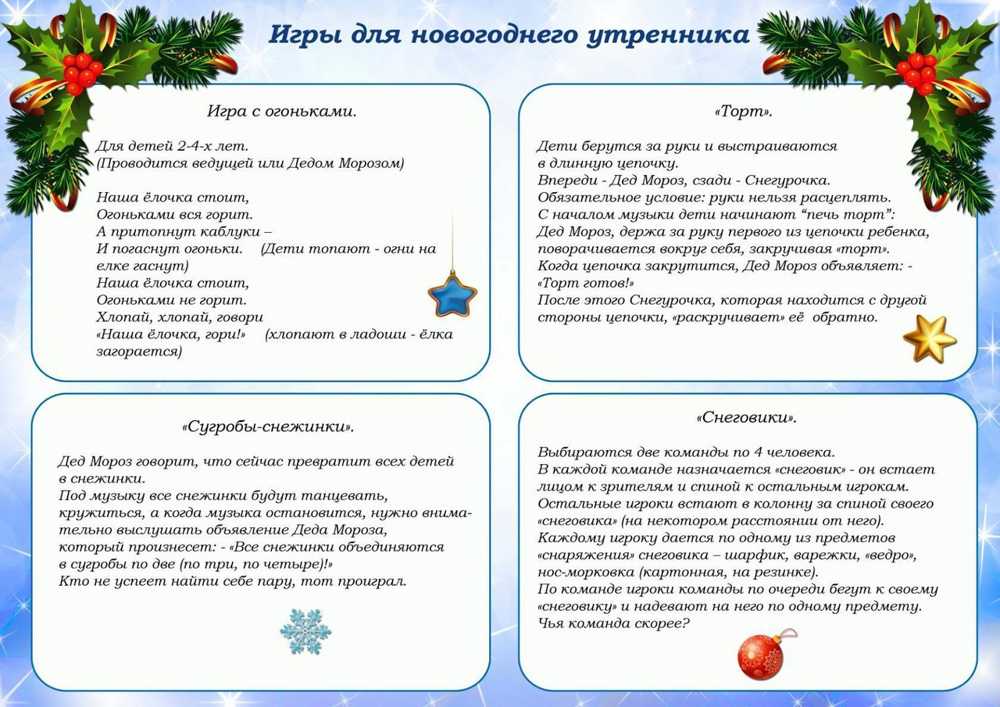 Игры для новогоднего утренника
Игра с огоньками.
Для детей 2-4-х лет.
(Проводится ведущей или Дедом Морозом)
Наша ёлочка стоит,
Огоньками вся горит.
А притопнут каблуки –
И погаснут огоньки. (Дети топают - огни на
елке гаснут)
Наша ёлочка стоит,
Огоньками не горит.
Хлопай, хлопай, говори
«Наша ёлочка, гори!» (хлопают в ладоши - ёлка
загорается)
«Торт».
Дети берутся за руки и выстраиваются
в длинную цепочку.
Впереди - Дед Мороз, сзади - Снегурочка.
Обязательное условие: руки нельзя расцеплять.
С началом музыки дети начинают “печь торт”:
Дед Мороз, держа за руку первого из цепочки ребенка,
поворачивается вокруг себя, закручивая «торт».
Когда цепочка закрутится, Дед Мороз объявляет: -
«Торт готов!»
После этого Снегурочка, которая находится с другой
стороны цепочки, «раскручивает» её обратно.
«Сугробы-снежинки».
Дед Мороз говорит, что сейчас превратит всех детей
в снежинки.
Под музыку все снежинки будут танцевать,
кружиться, а когда музыка остановится, нужно внима-
тельно выслушать объявление Деда Мороза,
который произнесет: - «Все снежинки объединяются
в сугробы по две (по три, по четыре)!»
Кто не успеет найти себе пару, тот проиграл.
«Снеговики».
Выбираются две команды по 4 человека.
В каждой команде назначается «снеговик» - он встает
лицом к зрителям и спиной к остальным игрокам.
Остальные игроки встают в колонну за спиной своего
«снеговика» (на некотором расстоянии от него).
Каждому игроку дается по одному из предметов
«снаряжения» снеговика – шарфик, варежки, «ведро»,
нос-морковка (картонная, на резинке).
По команде игроки команды по очереди бегут к своему
«снеговику» и надевают на него по одному предмету.
Чья команда скорее?